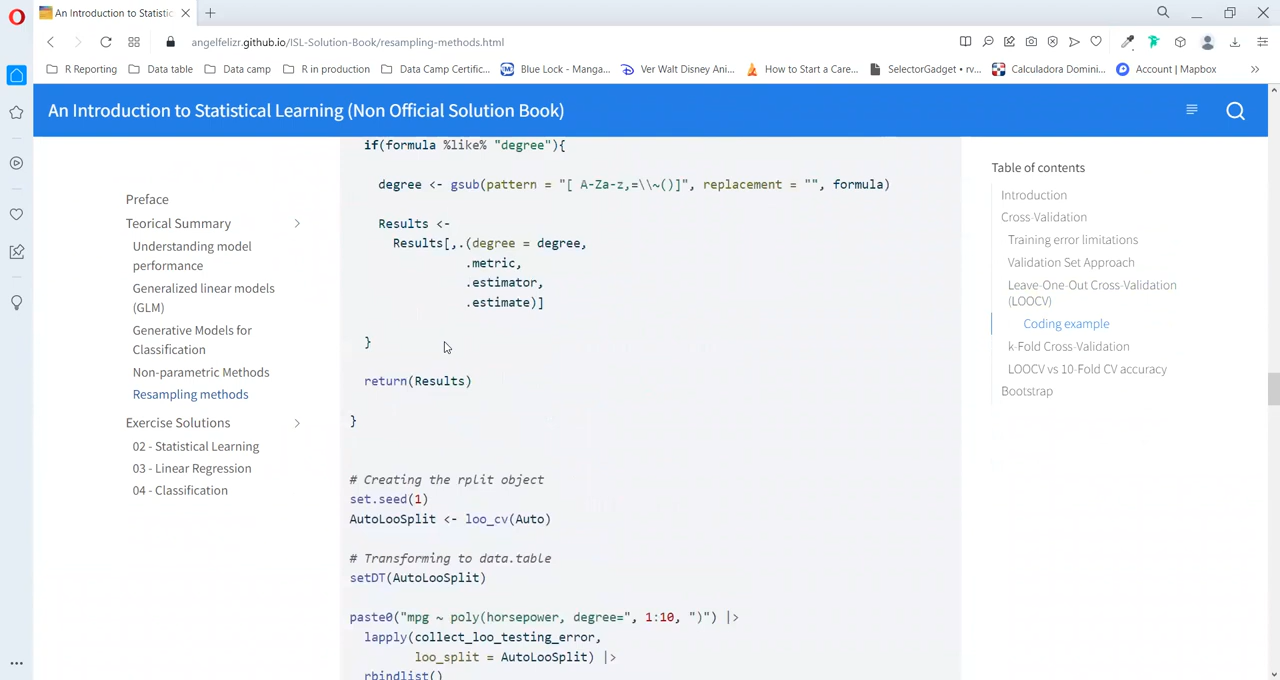 An Introduction to Statistic
angelfelizr.github.io/ISL-Solution-Book/resampling-methods.html
R Reporting
Data table
Data camp
R in production
Data Camp Certific...
Blue Lock - Manga...
Ver Walt Disney Ani...
How to Start a Care...
SelectorGadget • rv...
Calculadora Domini...
Account | Mapbox
An Introduction to Statistical Learning (Non Official Solution Book)
Preface
Teorical Summary
Understanding model
performance
Generalized linear models
(GLM)
Generative Models for
Classification
Non-parametric Methods
Resampling methods
Exercise Solutions
02 - Statistical Learning
03 - Linear Regression
04 - Classification
if(formula %like% "degree"){
degree <- gsub(pattern = "[ A-Za-z,=\\~()]", replacement = "", formula)
Results <-
Results[,.(degree = degree,
.metric,
.estimator,
.estimate)]
}
return(Results)
}
# Creating the rplit object
set.seed(1)
AutoLooSplit <- loo_cv(Auto)
# Transforming to data.table
setDT(AutoLooSplit)
paste0("mpg ~ poly(horsepower, degree=", 1:10, ")") |>
lapply(collect_loo_testing_error,
loo_split = AutoLooSplit) |>
rbindlist()
Table of contents
Introduction
Cross-Validation
Training error limitations
Validation Set Approach
Leave-One-Out Cross-Validation
(LOOCV)
Coding example
k-Fold Cross-Validation
LOOCV vs 10-Fold CV accuracy
Bootstrap